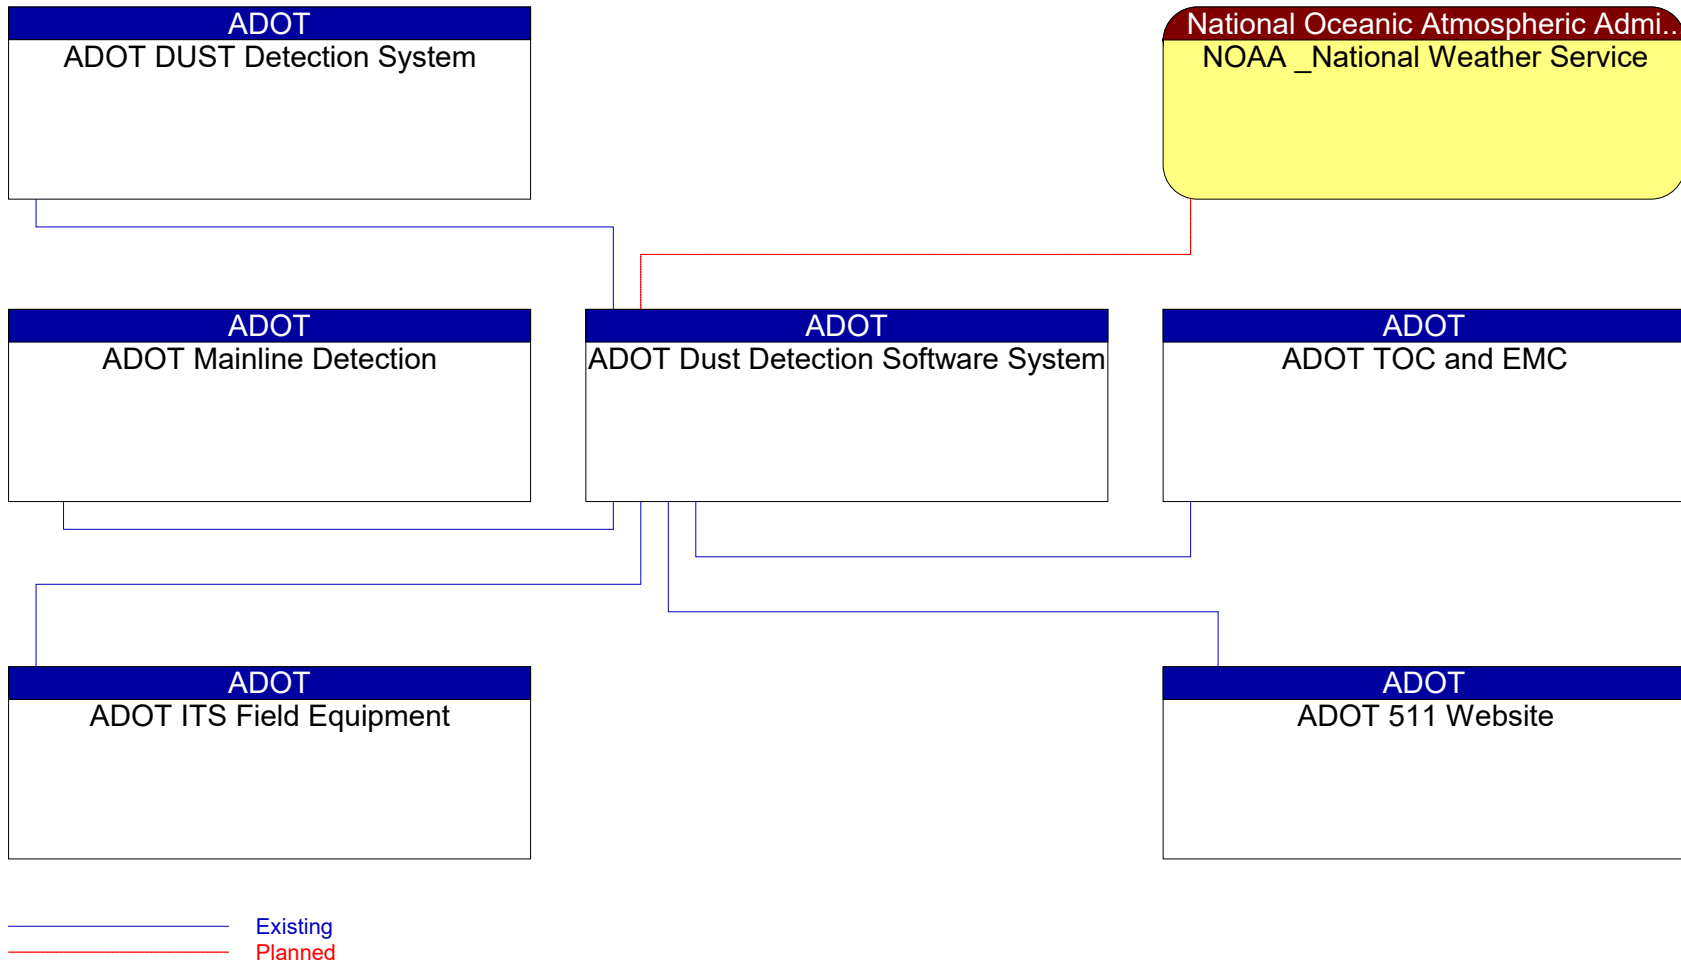 ADOT
ADOT DUST Detection System
National Oceanic Atmospheric Admi...
NOAA _National Weather Service
ADOT
ADOT Mainline Detection
ADOT
ADOT Dust Detection Software System
ADOT
ADOT TOC and EMC
ADOT
ADOT ITS Field Equipment
ADOT
ADOT 511 Website
Existing
Planned